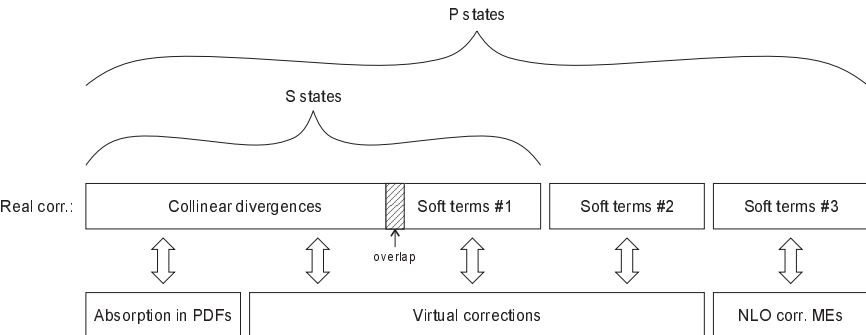 P states
S states
Real corr.: Collinear divergences Soft terms #1 Soft terms #2 Soft terms #3
overlap
Absorption in PDFs Virtual corrections NLO corr. MEs